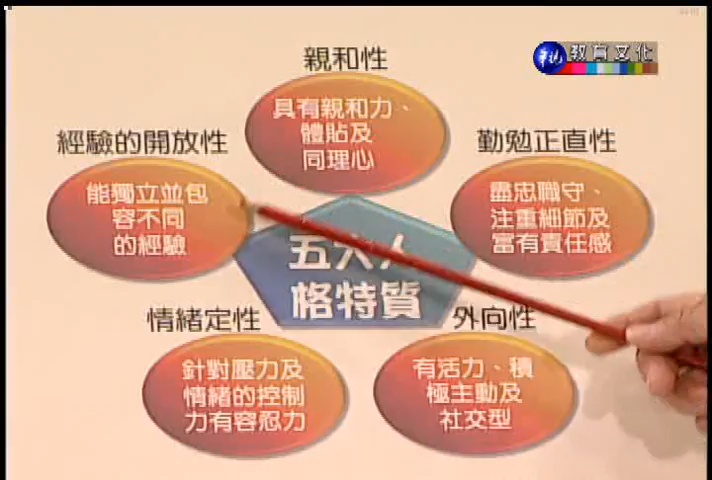 華視
教育文化
親和性
具有親和力、
體貼及
同理心
經驗的開放性
能獨立並包
容不同
的經驗
勤勉正直性
盡忠職守、
注重細節及
富有責任感
五大人
格特質
情緒定性
針對壓力及
情緒的控制
力有容忍力
外向性
有活力、積
極主動及
社交型